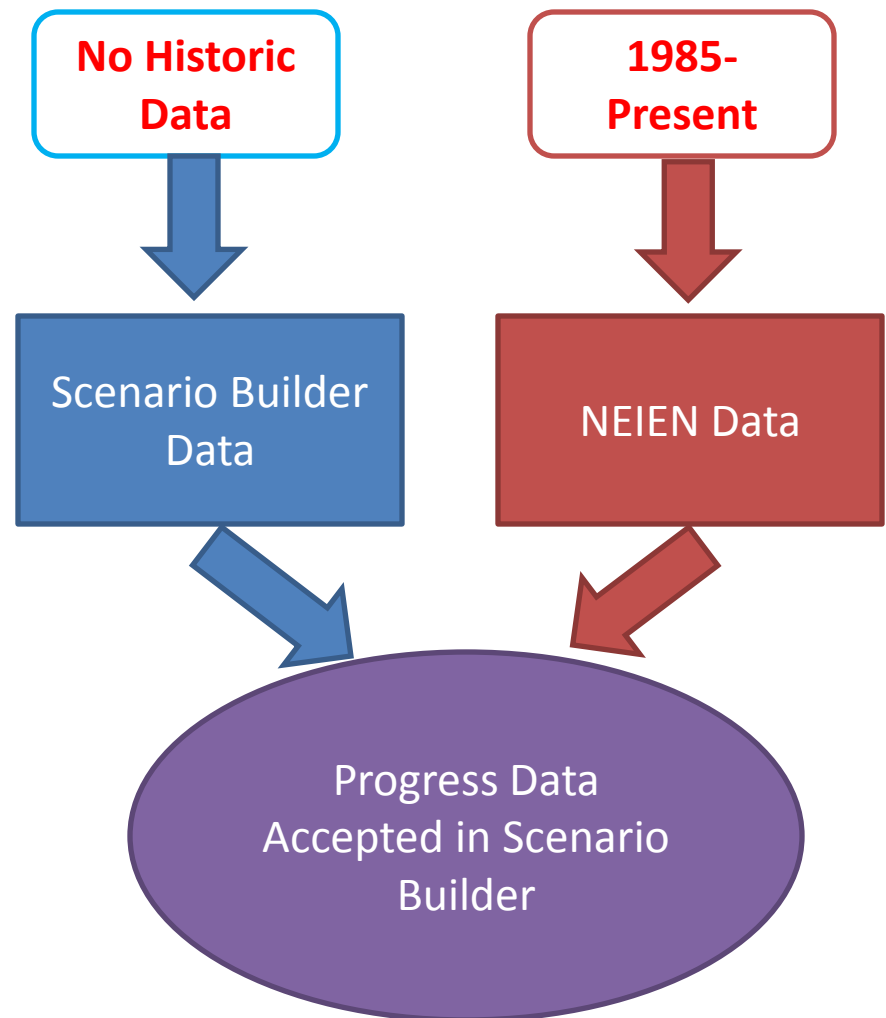 No Historic
Data
1985-
Present
Scenario Builder
Data
NEIEN Data
Progress Data
Accepted in Scenario
Builder